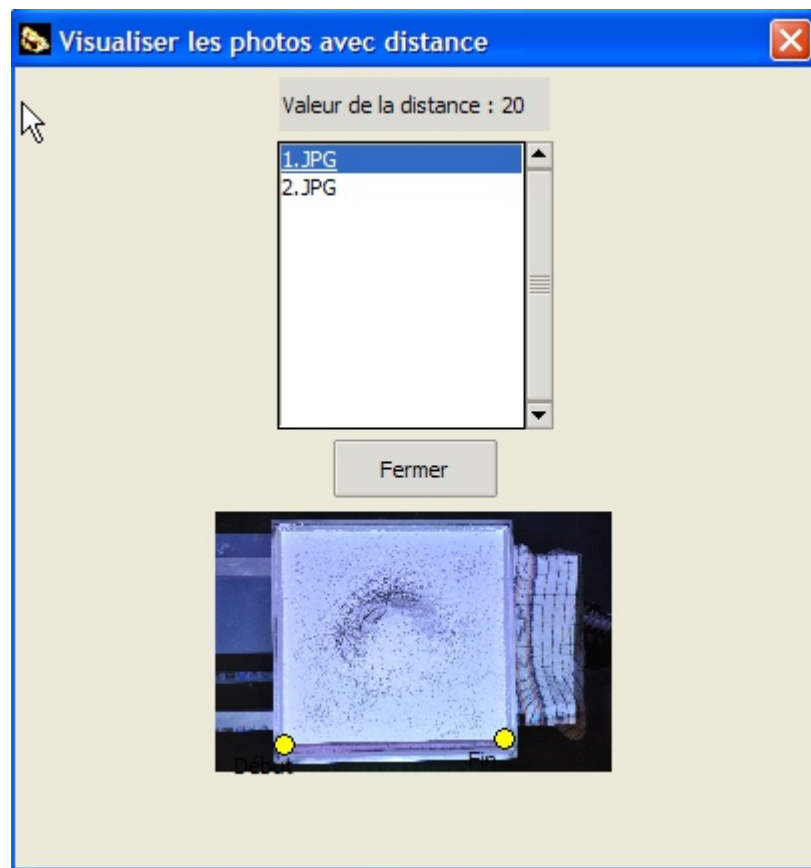 Visualiser les photos avec distance
Valeur de la distance : 20
1.JPG
2.JPG
Fermer
Début
Fin